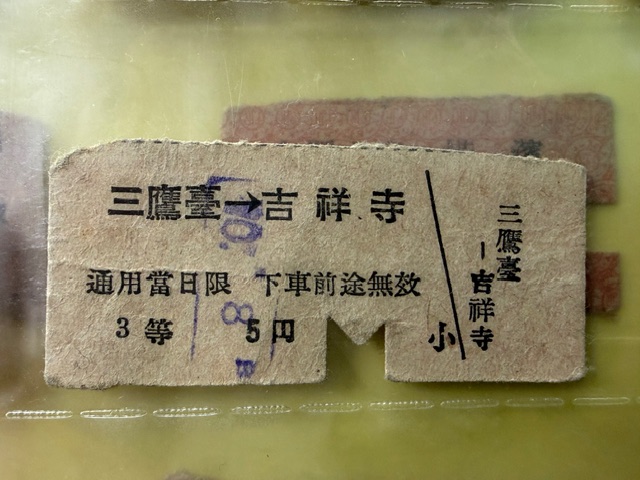 三鷹臺→吉祥寺
通用當日限 下車前途無効
3等 5円
小
三鷹臺
-吉祥寺